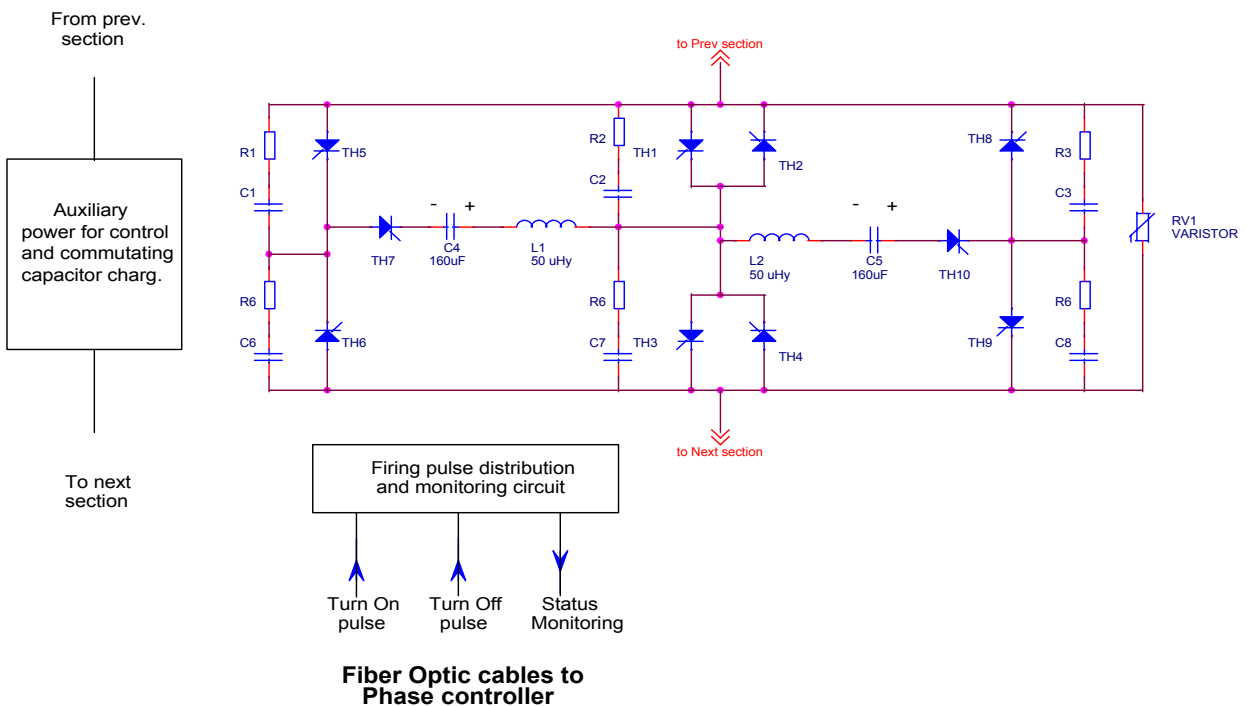 From prev.
section
to Prev section
R1
TH5
R2
TH1
TH2
TH8
R3
C1
C2
C3
Auxiliary
power for control
and commutating
capacitor charg.
-
+
-
+
RV1
VARISTOR
TH7
C4
160uF
L1
50 uHy
L2
50 uHy
C5
160uF
TH10
R6
R6
R6
C6
TH6
C7
TH3
TH4
TH9
C8
to Next section
To next
section
Firing pulse distribution
and monitoring circuit
Turn On
pulse
Turn Off
pulse
Status
Monitoring
Fiber Optic cables to
Phase controller